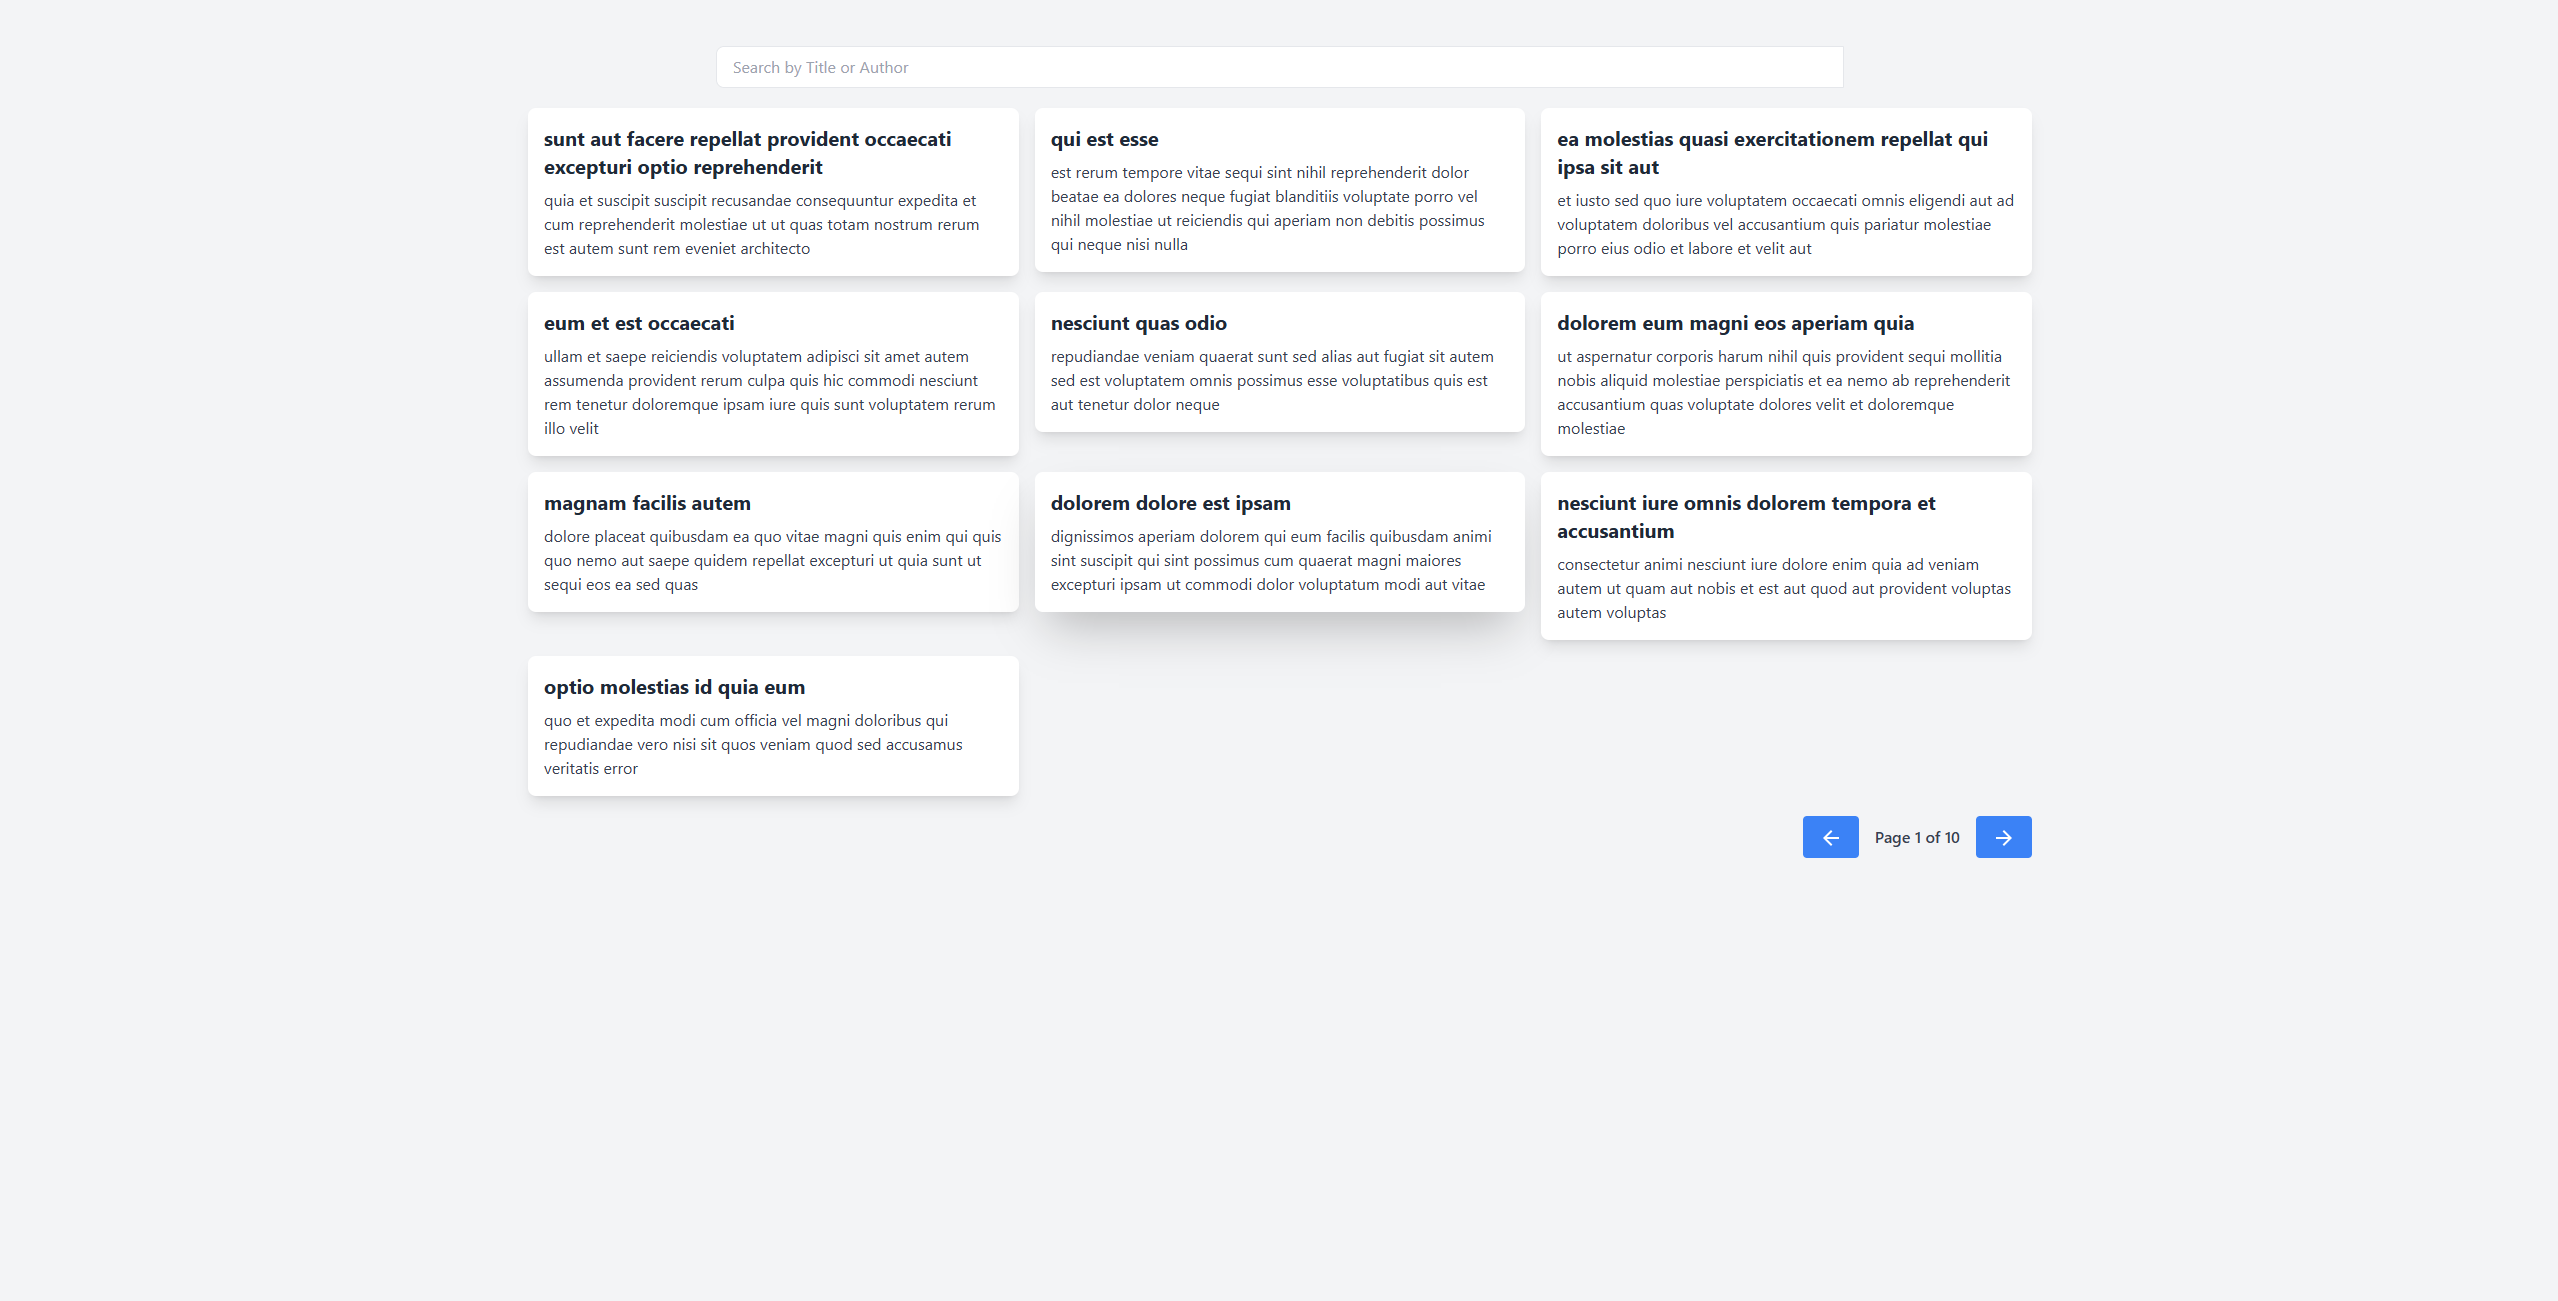 Search by Title or Author
sunt aut facere repellat provident occaecati
excepturi optio reprehenderit
quia et suscipit suscipit recusandae consequuntur expedita et
cum reprehenderit molestiae ut ut quas totam nostrum rerum
est autem sunt rem eveniet architecto
qui est esse
est rerum tempore vitae sequi sint nihil reprehenderit dolor
beatae ea dolores neque fugiat blanditiis voluptate porro vel
nihil molestiae ut reiciendis qui aperiam non debitis possimus
qui neque nisi nulla
ea molestias quasi exercitationem repellat qui
ipsa sit aut
et iusto sed quo iure voluptatem occaecati omnis eligendi aut ad
voluptatem doloribus vel accusantium quis pariatur molestiae
porro eius odio et labore et velit aut
eum et est occaecati
ullam et saepe reiciendis voluptatem adipisci sit amet autem
assumenda provident rerum culpa quis hic commodi nesciunt
rem tenetur doloremque ipsam iure quis sunt voluptatem rerum
illo velit
nesciunt quas odio
repudiandae veniam quaerat sunt sed alias aut fugiat sit autem
sed est voluptatem omnis possimus esse voluptatibus quis est
aut tenetur dolor neque
dolorem eum magni eos aperiam quia
ut aspernatur corporis harum nihil quis provident sequi mollitia
nobis aliquid molestiae perspiciatis et ea nemo ab reprehenderit
accusantium quas voluptate dolores velit et doloremque
molestiae
magnam facilis autem
dolore placeat quibusdam ea quo vitae magni quis enim qui quis
quo nemo aut saepe quidem repellat excepturi ut quia sunt ut
sequi eos ea sed quas
dolorem dolore est ipsam
dignissimos aperiam dolorem qui eum facilis quibusdam animi
sint suscipit qui sint possimus cum quaerat magni maiores
excepturi ipsam ut commodi dolor voluptatum modi aut vitae
nesciunt iure omnis dolorem tempora et
accusantium
consectetur animi nesciunt iure dolore enim quia ad veniam
autem ut quam aut nobis et est aut quod aut provident voluptas
autem voluptas
optio molestias id quia eum
quo et expedita modi cum officia vel magni doloribus qui
repudiandae vero nisi sit quos veniam quod sed accusamus
veritatis error
Page 1 of 10